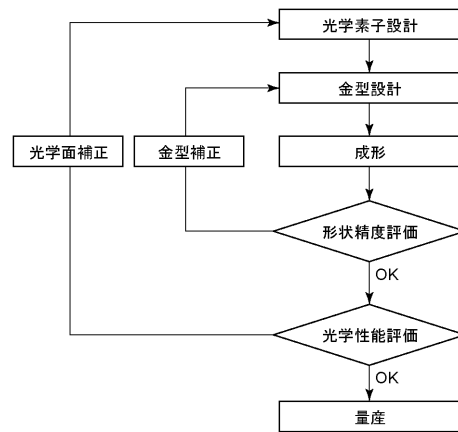 光学素子設計
金型設計
光学面補正
金型補正
成形
形状精度評価
OK
光学性能評価
OK
量産